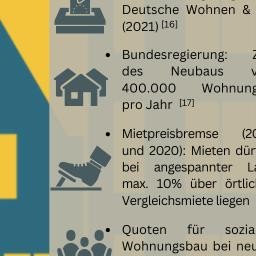 Deutsche Wohnen &
(2021) [16]
• Bundesregierung:
des Neubaus
400.000 Wohnung
pro Jahr [17]
• Mietpreisbremse (20
und 2020): Mieten dür
bei angespannter La
max. 10% über örtlic
Vergleichsmiete liegen
• Quoten für sozia
Wohnungsbau bei neu